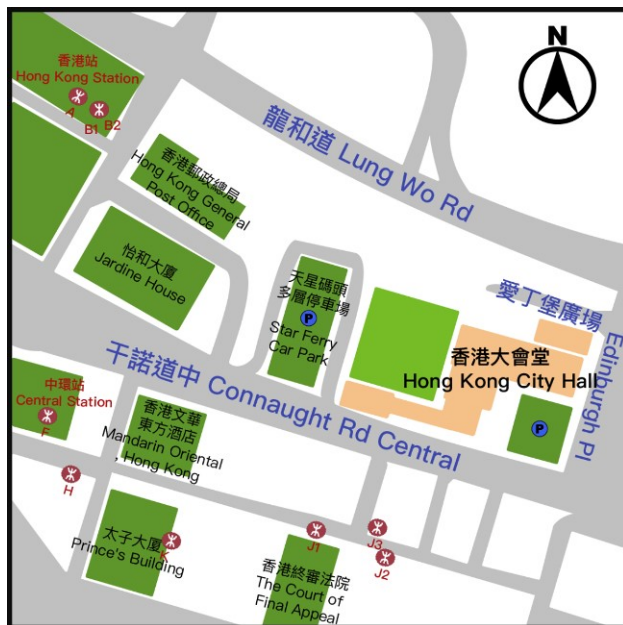 N
香港站
Hong Kong Station
A
B1
B2
龍和道 Lung Wo Rd
香港郵政總局
Hong Kong General
Post Office
怡和大廈
Jardine House
天星碼頭
多層停車場
P
Star Ferry
Car Park
愛丁堡廣場
Edinburgh Pl
香港大會堂
Hong Kong City Hall
P
干諾道中 Connaught Rd Central
中環站
Central Station
F
香港文華
東方酒店
Mandarin Oriental
, Hong Kong
H
太子大廈
Prince's Building
K
J1
J3
J2
香港終審法院
The Court of
Final Appeal